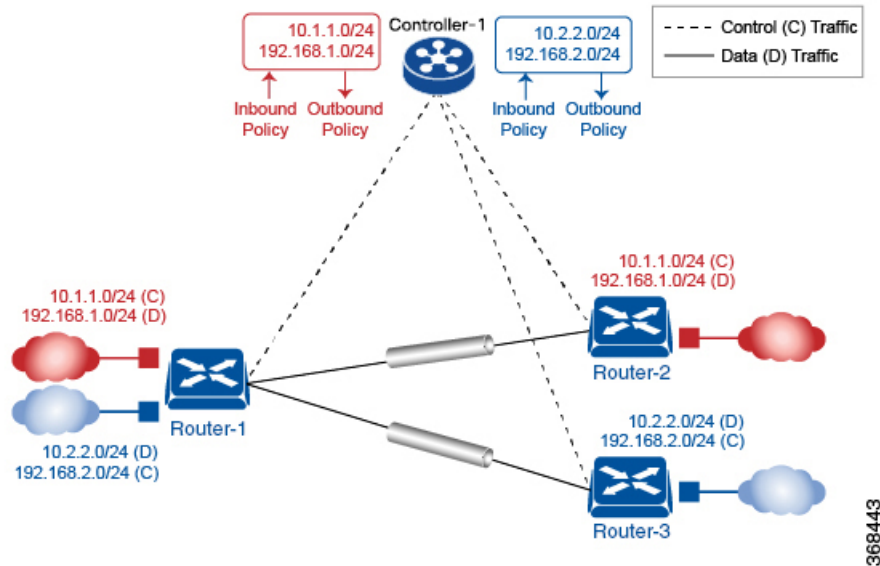 Controller-1
10.1.1.0/24
192.168.1.0/24
Inbound
Policy
Outbound
Policy
10.2.2.0/24
192.168.2.0/24
Inbound
Policy
Outbound
Policy
Control (C) Traffic
Data (D) Traffic
10.1.1.0/24 (C)
192.168.1.0/24 (D)
Router-1
10.2.2.0/24 (D)
192.168.2.0/24 (C)
10.1.1.0/24 (C)
192.168.1.0/24 (D)
Router-2
10.2.2.0/24 (D)
192.168.2.0/24 (C)
Router-3
368443